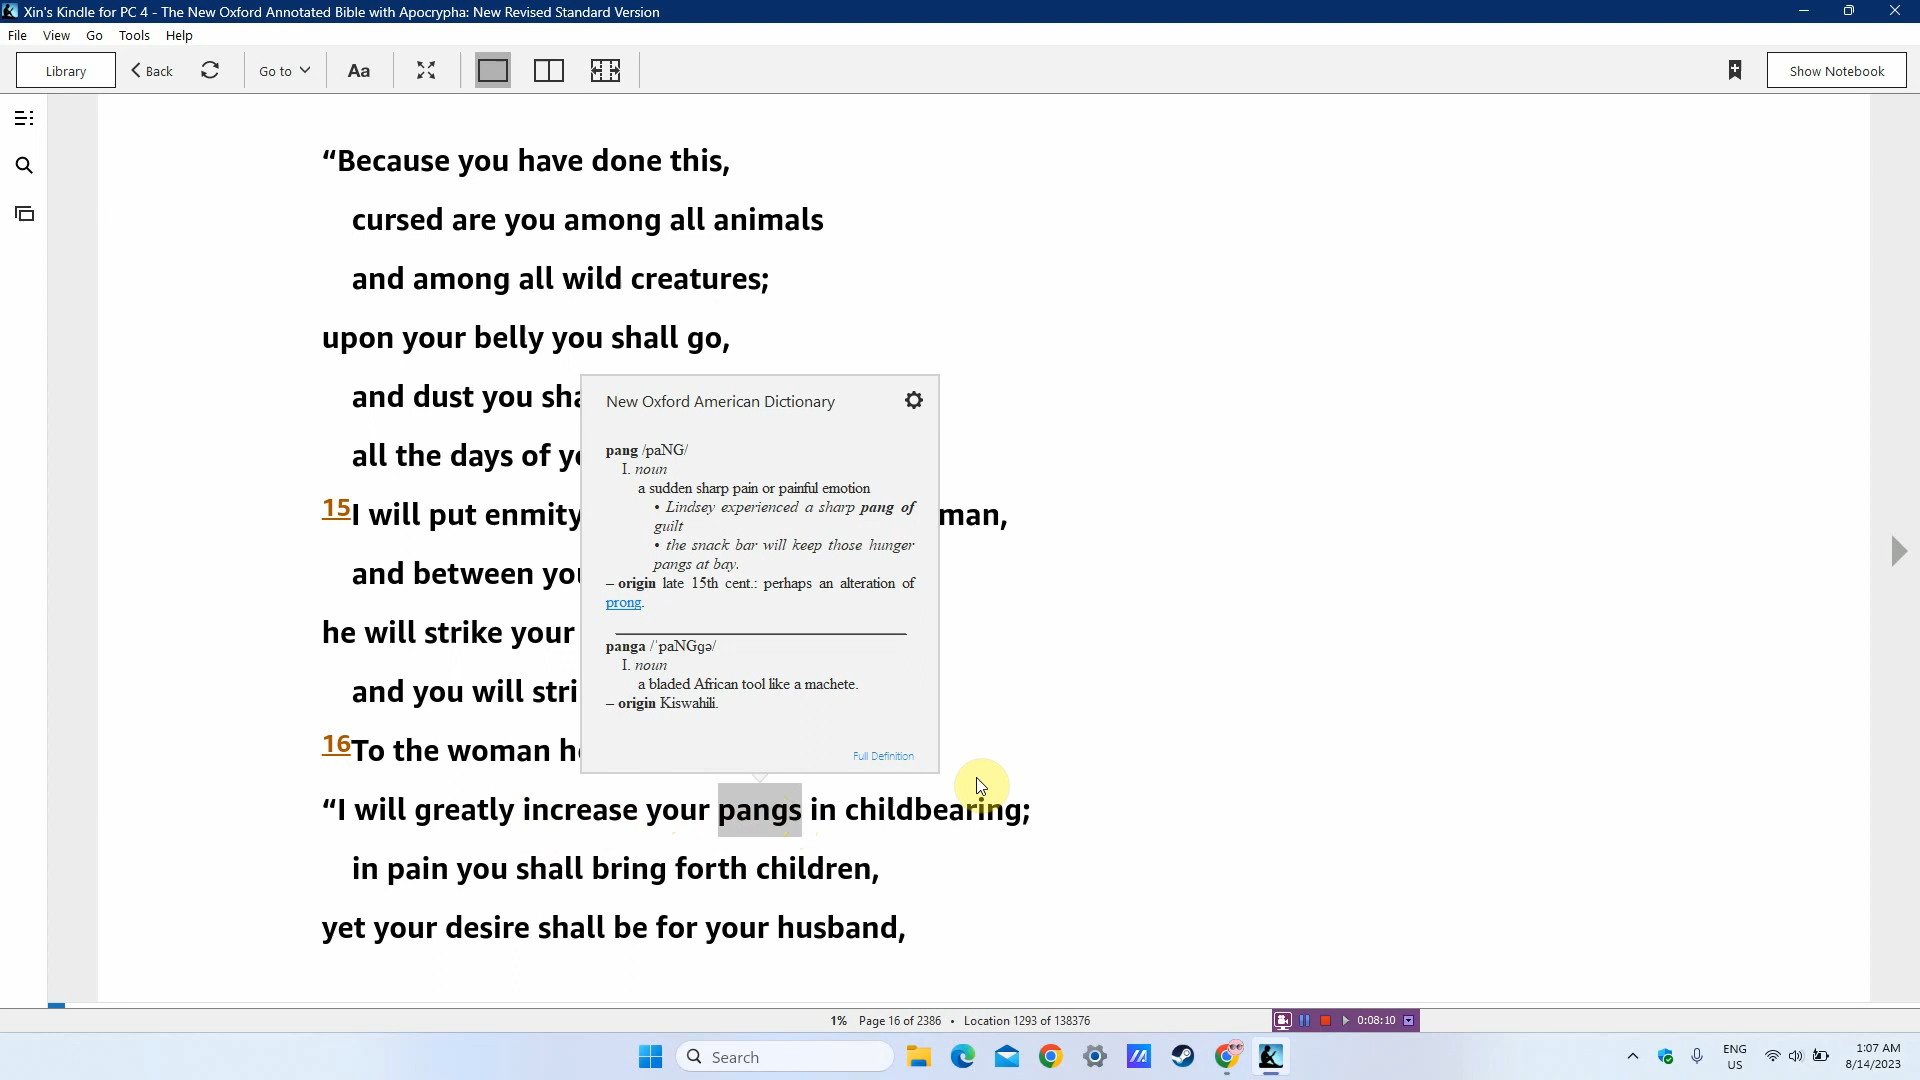 Xin's Kindle for PC 4 - The New Oxford Annotated Bible with Apocrypha: New Revised Standard Version
File View Go Tools Help
Library Back Go to Aa Show Notebook
“Because you have done this,
cursed are you among all animals
and among all wild creatures;
upon your belly you shall go,
and dust you sha
all the days of yo
15I will put enmity man,
and between you
he will strike your
and you will stri
16To the woman he
“I will greatly increase your pangs in childbearing;
in pain you shall bring forth children,
yet your desire shall be for your husband,
New Oxford American Dictionary
pang /paNG/
I. noun
a sudden sharp pain or painful emotion
• Lindsey experienced a sharp pang of
guilt
• the snack bar will keep those hunger
pangs at bay.
– origin late 15th cent.: perhaps an alteration of
prong.
panga /ˈpaNGɡə/
I. noun
a bladed African tool like a machete.
– origin Kiswahili.
Full Definition
1% Page 16 of 2386 • Location 1293 of 138376
0:08:10
Search
ENG
US
1:07 AM
8/14/2023